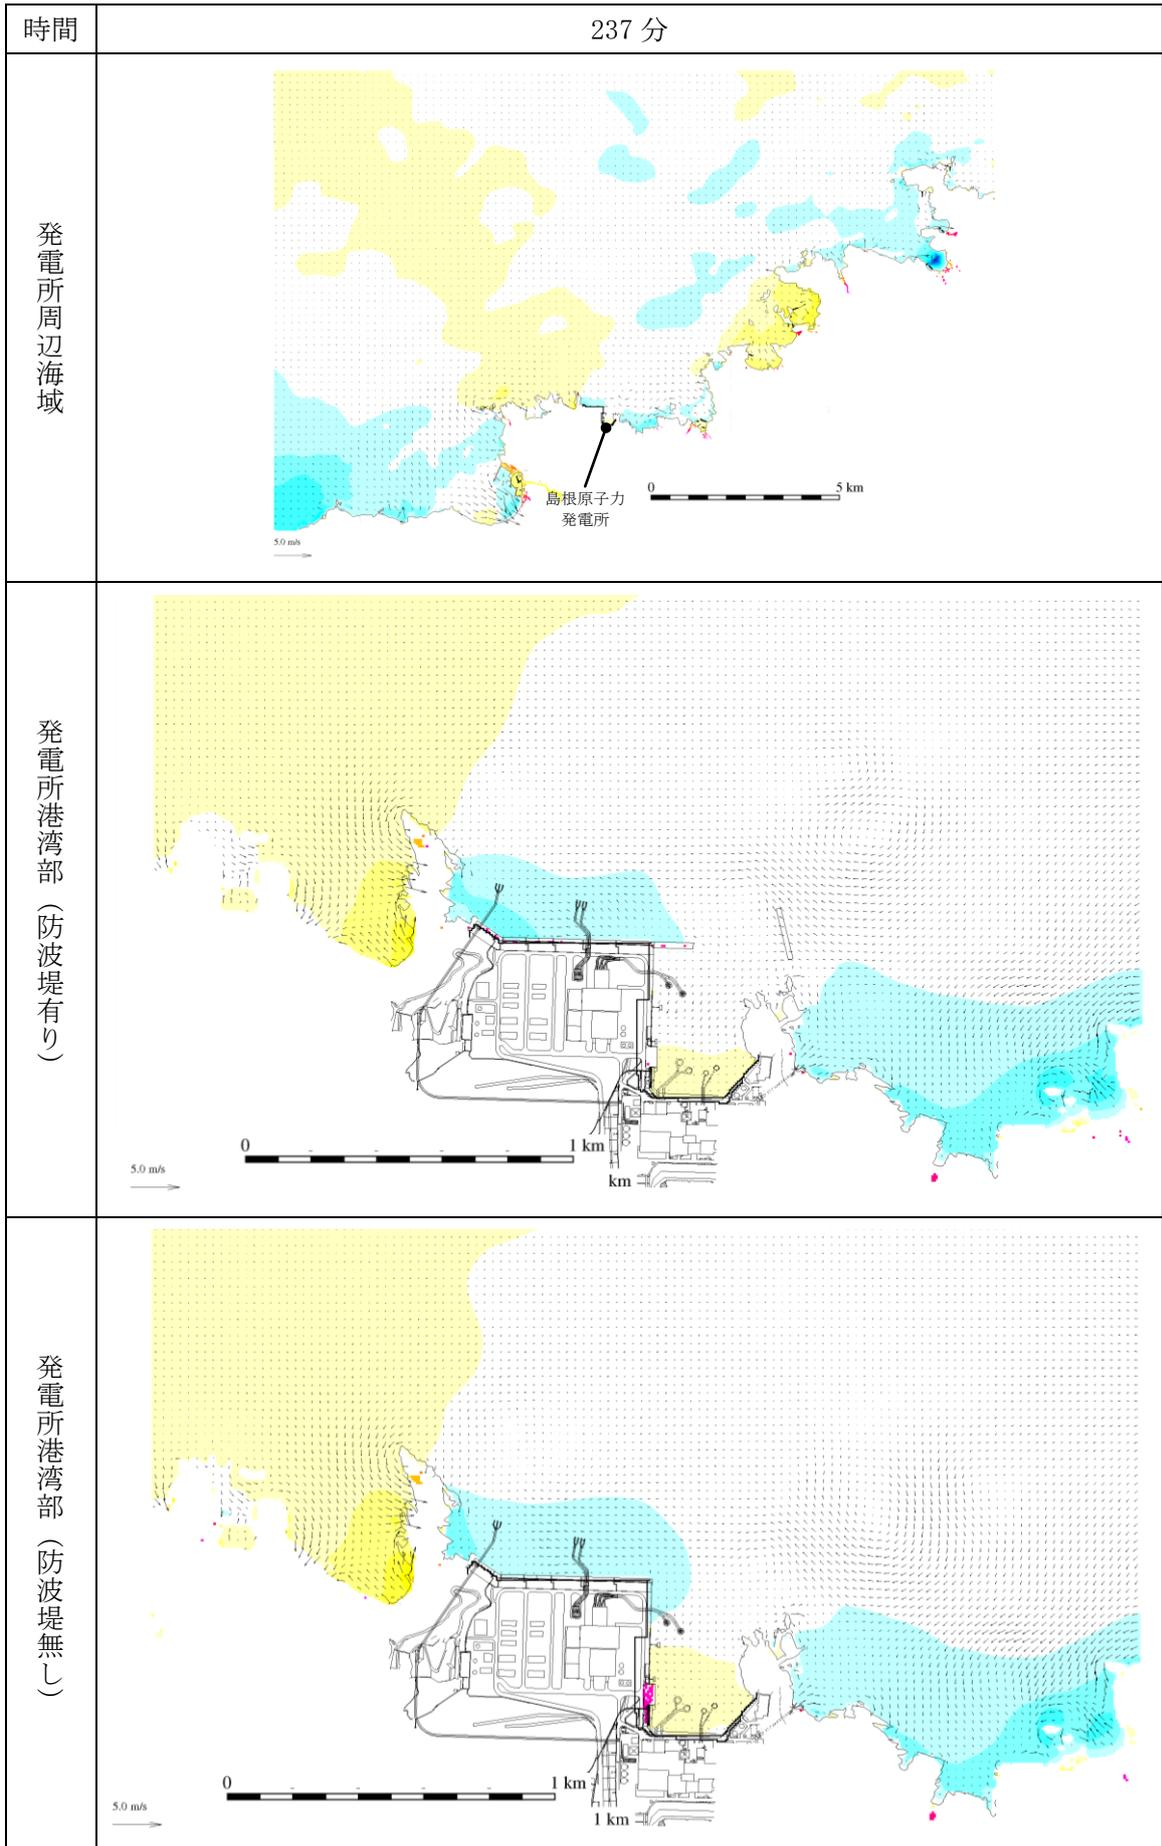 時間
237 分
発電所周辺海域
島根原子力
発電所
0
5 km
5.0 m/s
発電所港湾部（防波堤有り）
0
1 km
km
5.0 m/s
発電所港湾部（防波堤無し）
0
1 km
1 km
5.0 m/s